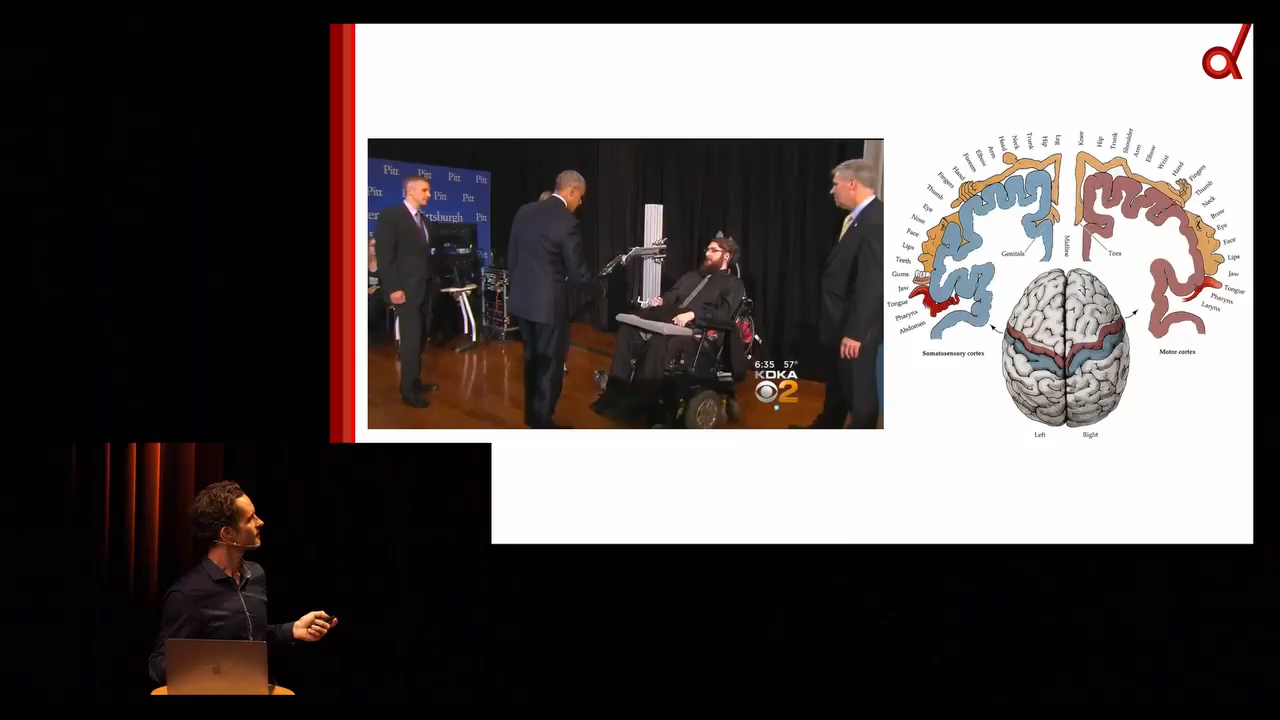 Pitt
Pitt
Pitt
Pitt
Pitt
Pittsburgh
Pitt
6:35 57°
KDKA
2
Leg
Hip
Trunk
Neck
Head
Arm
Elbow
Forearm
Hand
Fingers
Thumb
Eye
Nose
Face
Lips
Teeth
Gums
Jaw
Tongue
Pharynx
Abdomen
Genitals
Midline
Somatosensory cortex
Knee
Hip
Trunk
Shoulder
Arm
Elbow
Wrist
Hand
Fingers
Thumb
Neck
Brow
Eye
Face
Lips
Jaw
Tongue
Pharynx
Larynx
Toes
Motor cortex
Left
Right